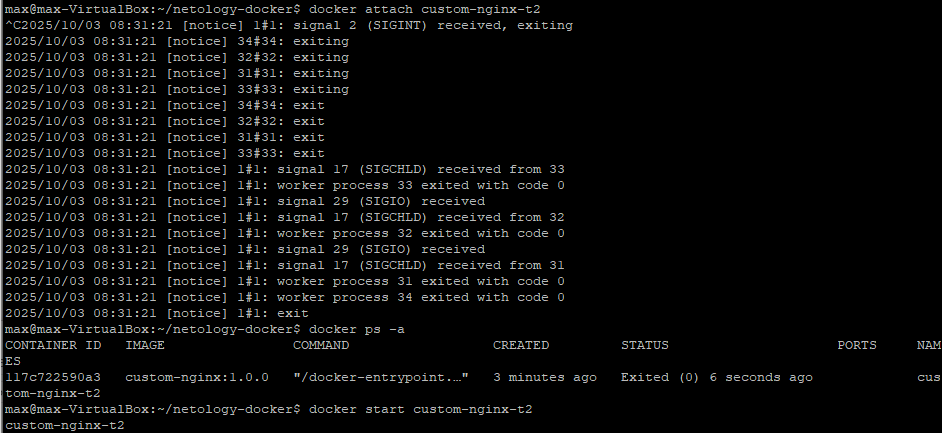 max@max-VirtualBox:~/netology-docker$ docker attach custom-nginx-t2
^C2025/10/03 08:31:21 [notice] 1#1: signal 2 (SIGINT) received, exiting
2025/10/03 08:31:21 [notice] 34#34: exiting
2025/10/03 08:31:21 [notice] 32#32: exiting
2025/10/03 08:31:21 [notice] 31#31: exiting
2025/10/03 08:31:21 [notice] 33#33: exiting
2025/10/03 08:31:21 [notice] 34#34: exit
2025/10/03 08:31:21 [notice] 32#32: exit
2025/10/03 08:31:21 [notice] 31#31: exit
2025/10/03 08:31:21 [notice] 33#33: exit
2025/10/03 08:31:21 [notice] 1#1: signal 17 (SIGCHLD) received from 33
2025/10/03 08:31:21 [notice] 1#1: worker process 33 exited with code 0
2025/10/03 08:31:21 [notice] 1#1: signal 29 (SIGIO) received
2025/10/03 08:31:21 [notice] 1#1: signal 17 (SIGCHLD) received from 32
2025/10/03 08:31:21 [notice] 1#1: worker process 32 exited with code 0
2025/10/03 08:31:21 [notice] 1#1: signal 29 (SIGIO) received
2025/10/03 08:31:21 [notice] 1#1: signal 17 (SIGCHLD) received from 31
2025/10/03 08:31:21 [notice] 1#1: worker process 31 exited with code 0
2025/10/03 08:31:21 [notice] 1#1: worker process 34 exited with code 0
2025/10/03 08:31:21 [notice] 1#1: exit
max@max-VirtualBox:~/netology-docker$ docker ps -a
CONTAINER ID   IMAGE                COMMAND                  CREATED         STATUS                     PORTS     NAM
ES
117c722590a3   custom-nginx:1.0.0   "/docker-entrypoint.…"   3 minutes ago   Exited (0) 6 seconds ago             cus
tom-nginx-t2
max@max-VirtualBox:~/netology-docker$ docker start custom-nginx-t2
custom-nginx-t2